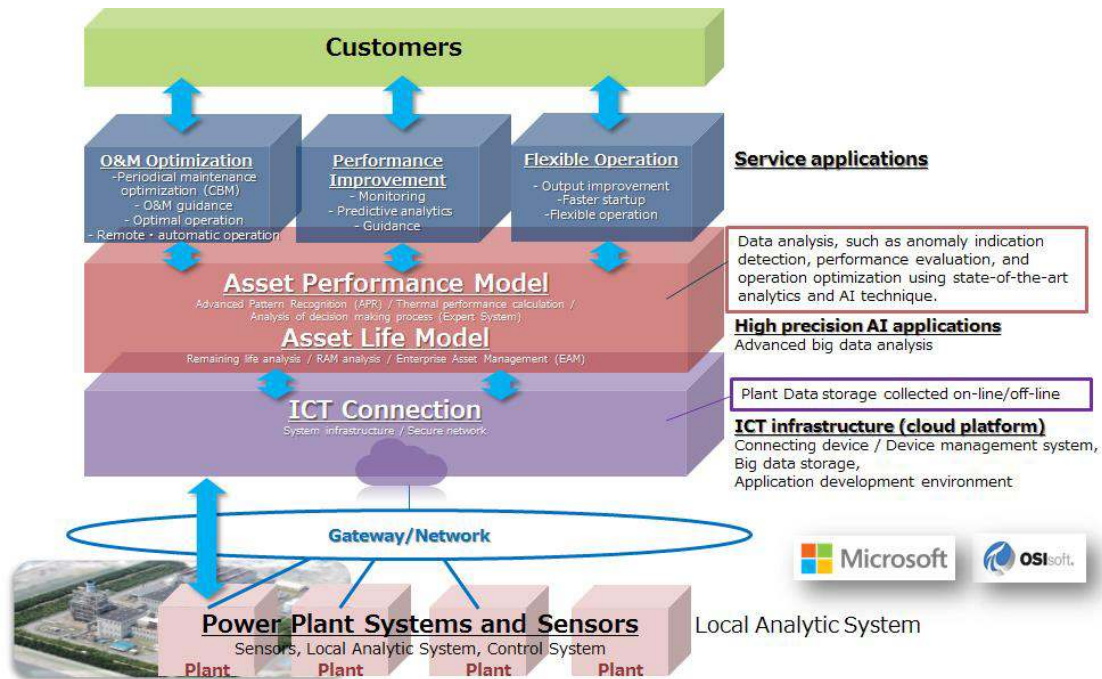 Customers
O&M Optimization
-Periodical maintenance
optimization (CBM)
- O&M guidance
- Optimal operation
- Remote・automatic operation
Performance
Improvement
- Monitoring
- Predictive analytics
- Guidance
Flexible Operation
- Output improvement
-Faster startup
-Flexible operation
Service applications
Asset Performance Model
Advanced Pattern Recognition (APR) / Thermal performance calculation /
Analysis of decision making process (Expert System)
Asset Life Model
Remaining life analysis / RAM analysis / Enterprise Asset Management (EAM)
Data analysis, such as anomaly indication
detection, performance evaluation, and
operation optimization using state-of-the-art
analytics and AI technique.
High precision AI applications
Advanced big data analysis
ICT Connection
System infrastructure / Secure network
Plant Data storage collected on-line/off-line
ICT infrastructure (cloud platform)
Connecting device / Device management system,
Big data storage,
Application development environment
Gateway/Network
Microsoft
OSIsoft.
Power Plant Systems and Sensors
Sensors, Local Analytic System, Control System
Plant
Plant
Plant
Plant
Local Analytic System